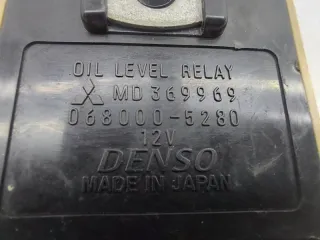 OIL LEVEL RELAY
MD369969
068000-5280
12V
DENSO
MADE IN JAPAN